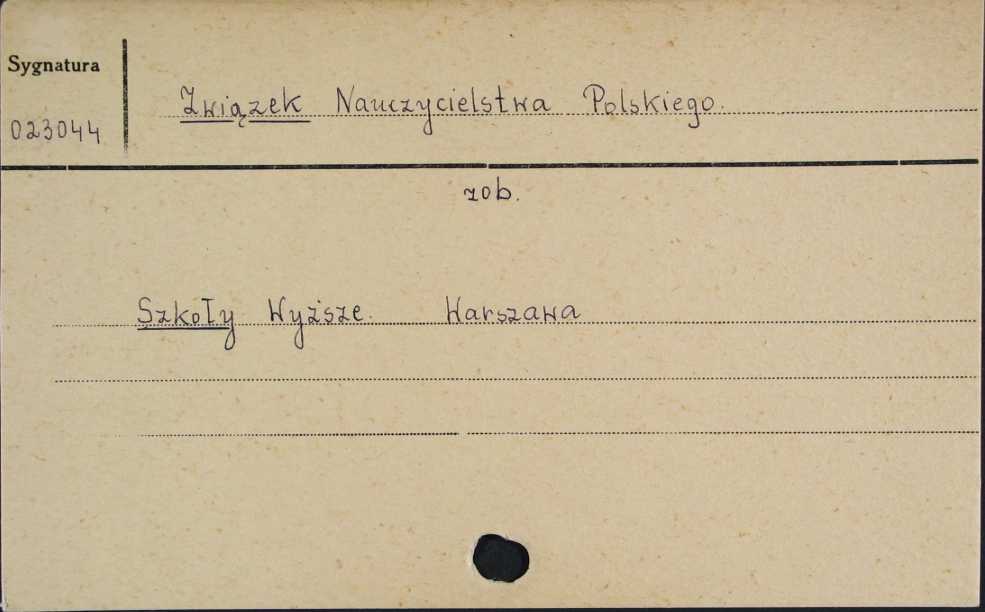 Sygnatura
Związek Nauczycielstwa Polskiego.
023044
zob.
Szkoły Wyższe. Warszawa